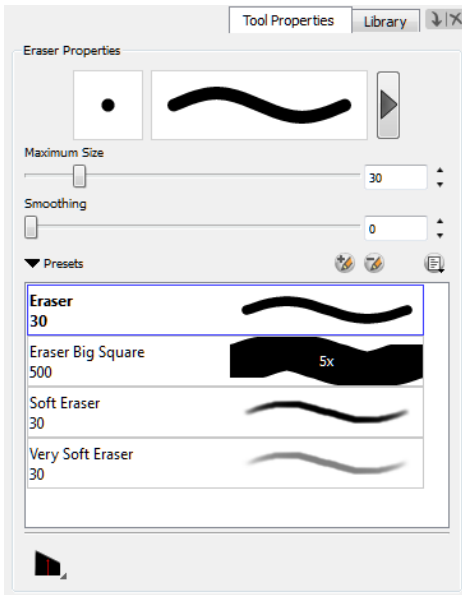 Tool Properties
Library
Eraser Properties
Maximum Size
30
Smoothing
0
Presets
Eraser
30
Eraser Big Square
500
5x
Soft Eraser
30
Very Soft Eraser
30